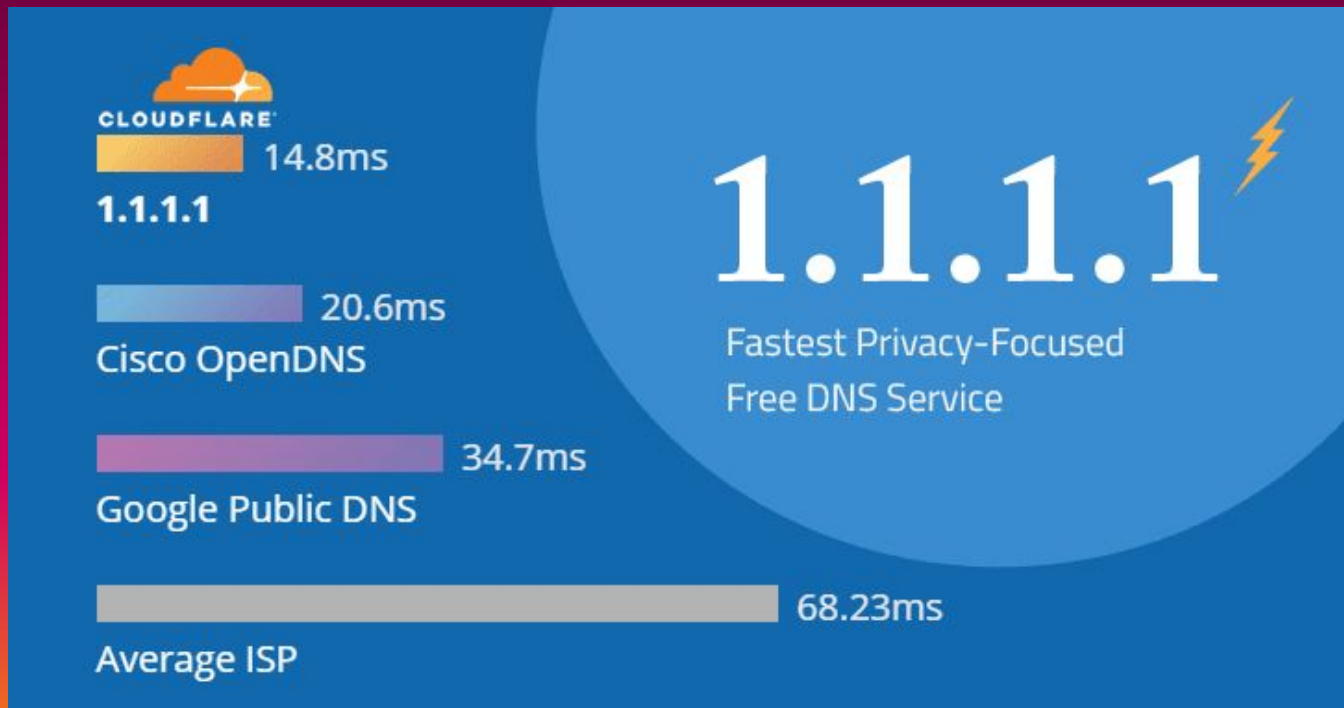 CLOUDFLARE
14.8ms
1.1.1.1
20.6ms
Cisco OpenDNS
34.7ms
Google Public DNS
68.23ms
Average ISP
1.1.1.1
Fastest Privacy-Focused
Free DNS Service